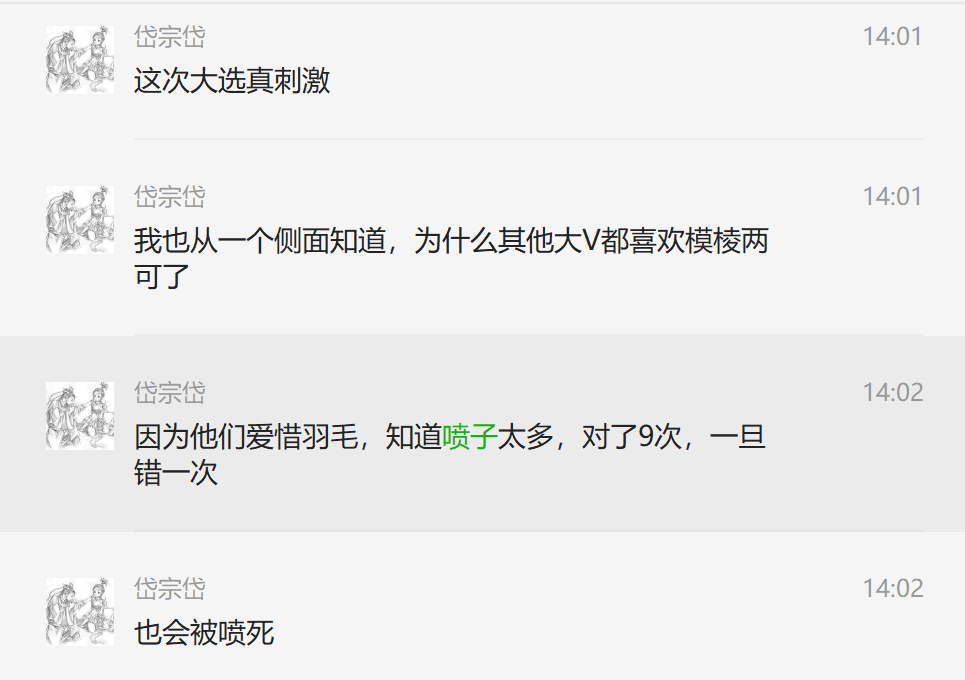 岱宗岱
14:01
这次大选真刺激
岱宗岱
14:01
我也从一个侧面知道，为什么其他大V都喜欢模棱两
可了
岱宗岱
14:02
因为他们爱惜羽毛，知道喷子太多，对了9次，一旦
错一次
岱宗岱
14:02
也会被喷死